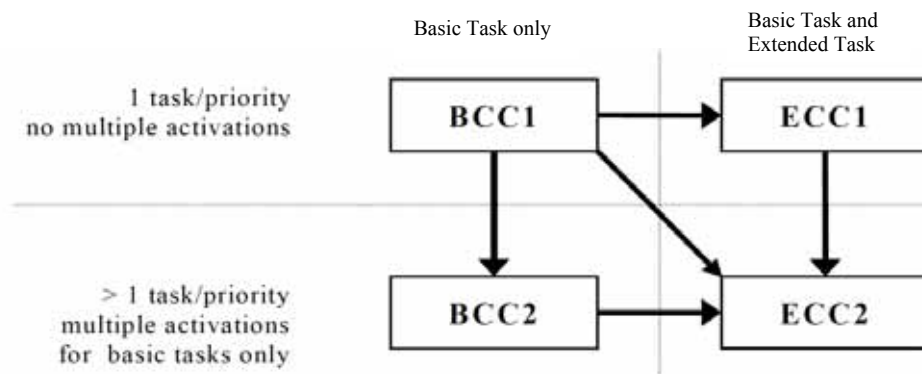 Basic Task only
Basic Task and
Extended Task
1 task/priority
no multiple activations
BCC1
ECC1
> 1 task/priority
multiple activations
for basic tasks only
BCC2
ECC2